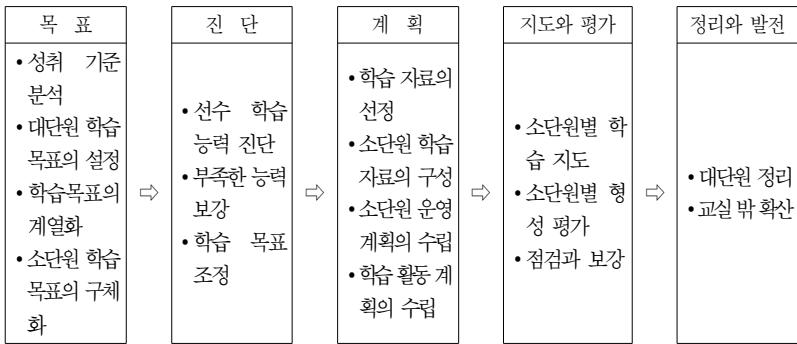 목 표
• 성취 기준
분석
• 대단원 학습
목표의 설정
• 학습목표의
계열화
• 소단원 학습
목표의 구체
화
⇨
진 단
• 선수 학습
능력 진단
• 부족한 능력
보강
• 학습 목표
조정
⇨
계 획
• 학습 자료의
선정
• 소단원 학습
자료의 구성
• 소단원 운영
계획의 수립
• 학습 활동 계
획의 수립
⇨
지도와 평가
• 소단원별 학
습 지도
• 소단원별 형
성 평가
• 점검과 보강
⇨
정리와 발전
• 대단원 정리
• 교실 밖 확산